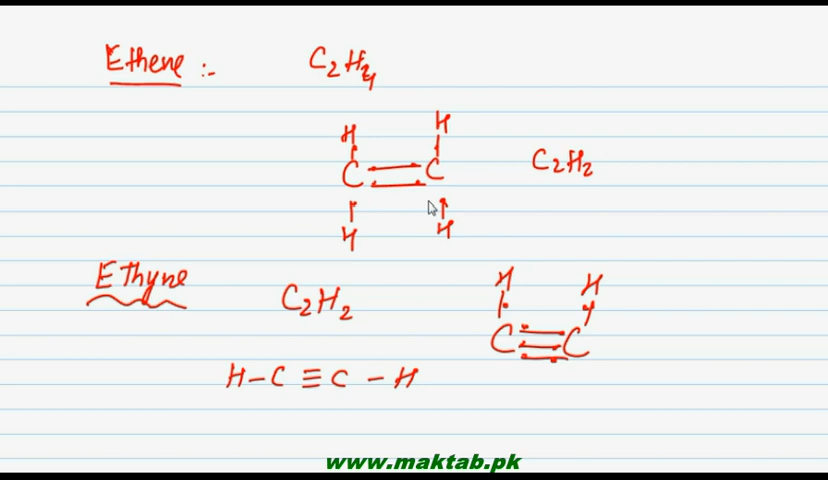 Ethene :- C2H4
H H
C = C C2H2
H H
EThyne C2H2
H H
C ≡ C
H - C ≡ C - H
www.maktab.pk